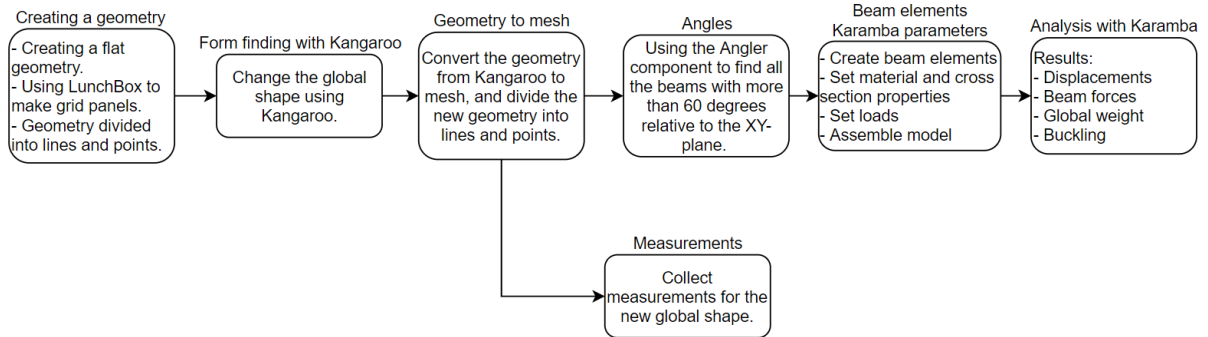 Creating a geometry
- Creating a flat
geometry.
- Using LunchBox to
make grid panels.
- Geometry divided
into lines and points.
Form finding with Kangaroo
Change the global
shape using
Kangaroo.
Geometry to mesh
Convert the geometry
from Kangaroo to
mesh, and divide the
new geometry into
lines and points.
Angles
Using the Angler
component to find all
the beams with more
than 60 degrees
relative to the XY-
plane.
Beam elements
Karamba parameters
- Create beam elements
- Set material and cross
section properties
- Set loads
- Assemble model
Analysis with Karamba
Results:
- Displacements
- Beam forces
- Global weight
- Buckling
Measurements
Collect
measurements for the
new global shape.